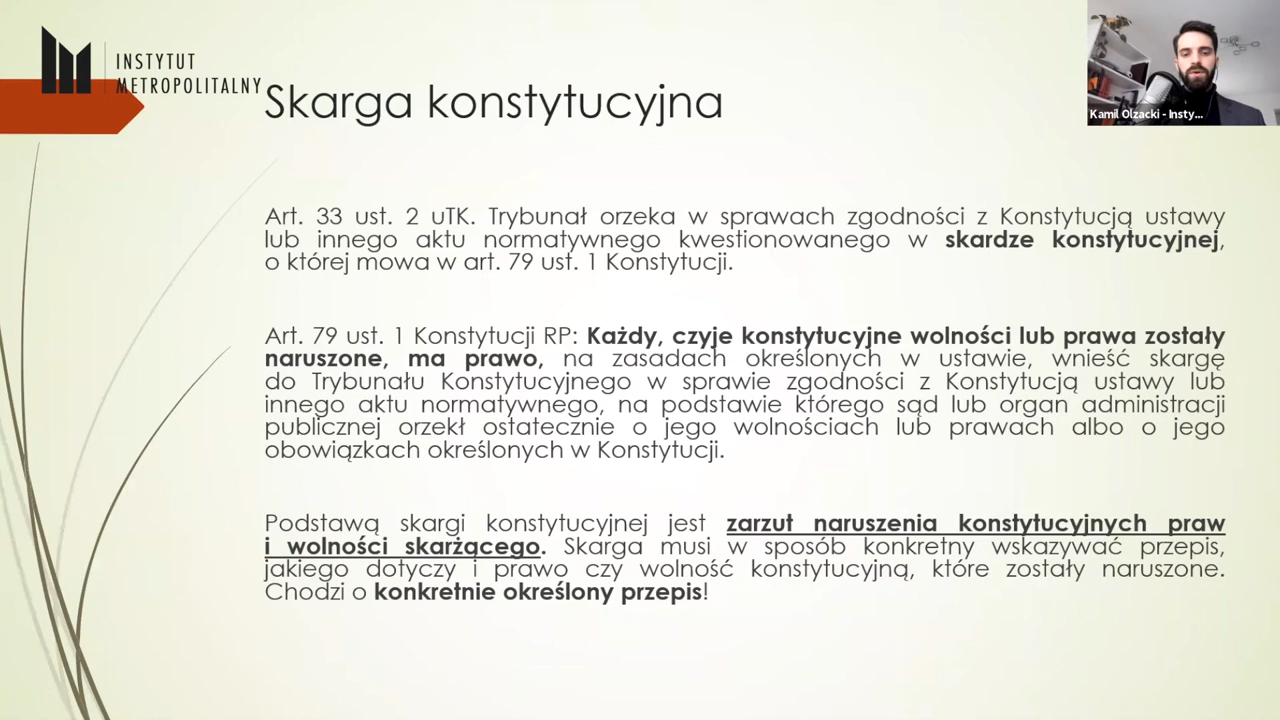 INSTYTUT
METROPOLITALNY
Skarga konstytucyjna
Kamil Olzacki - Insty...
Art. 33 ust. 2 uTK. Trybunał orzeka w sprawach zgodności z Konstytucją ustawy
lub innego aktu normatywnego kwestionowanego w skardze konstytucyjnej,
o której mowa w art. 79 ust. 1 Konstytucji.
Art. 79 ust. 1 Konstytucji RP: Każdy, czyje konstytucyjne wolności lub prawa zostały
naruszone, ma prawo, na zasadach określonych w ustawie, wnieść skargę
do Trybunału Konstytucyjnego w sprawie zgodności z Konstytucją ustawy lub
innego aktu normatywnego, na podstawie którego sąd lub organ administracji
publicznej orzekł ostatecznie o jego wolnościach lub prawach albo o jego
obowiązkach określonych w Konstytucji.
Podstawą skargi konstytucyjnej jest zarzut naruszenia konstytucyjnych praw
i wolności skarżącego. Skarga musi w sposób konkretny wskazywać przepis,
jakiego dotyczy i prawo czy wolność konstytucyjną, które zostały naruszone.
Chodzi o konkretnie określony przepis!